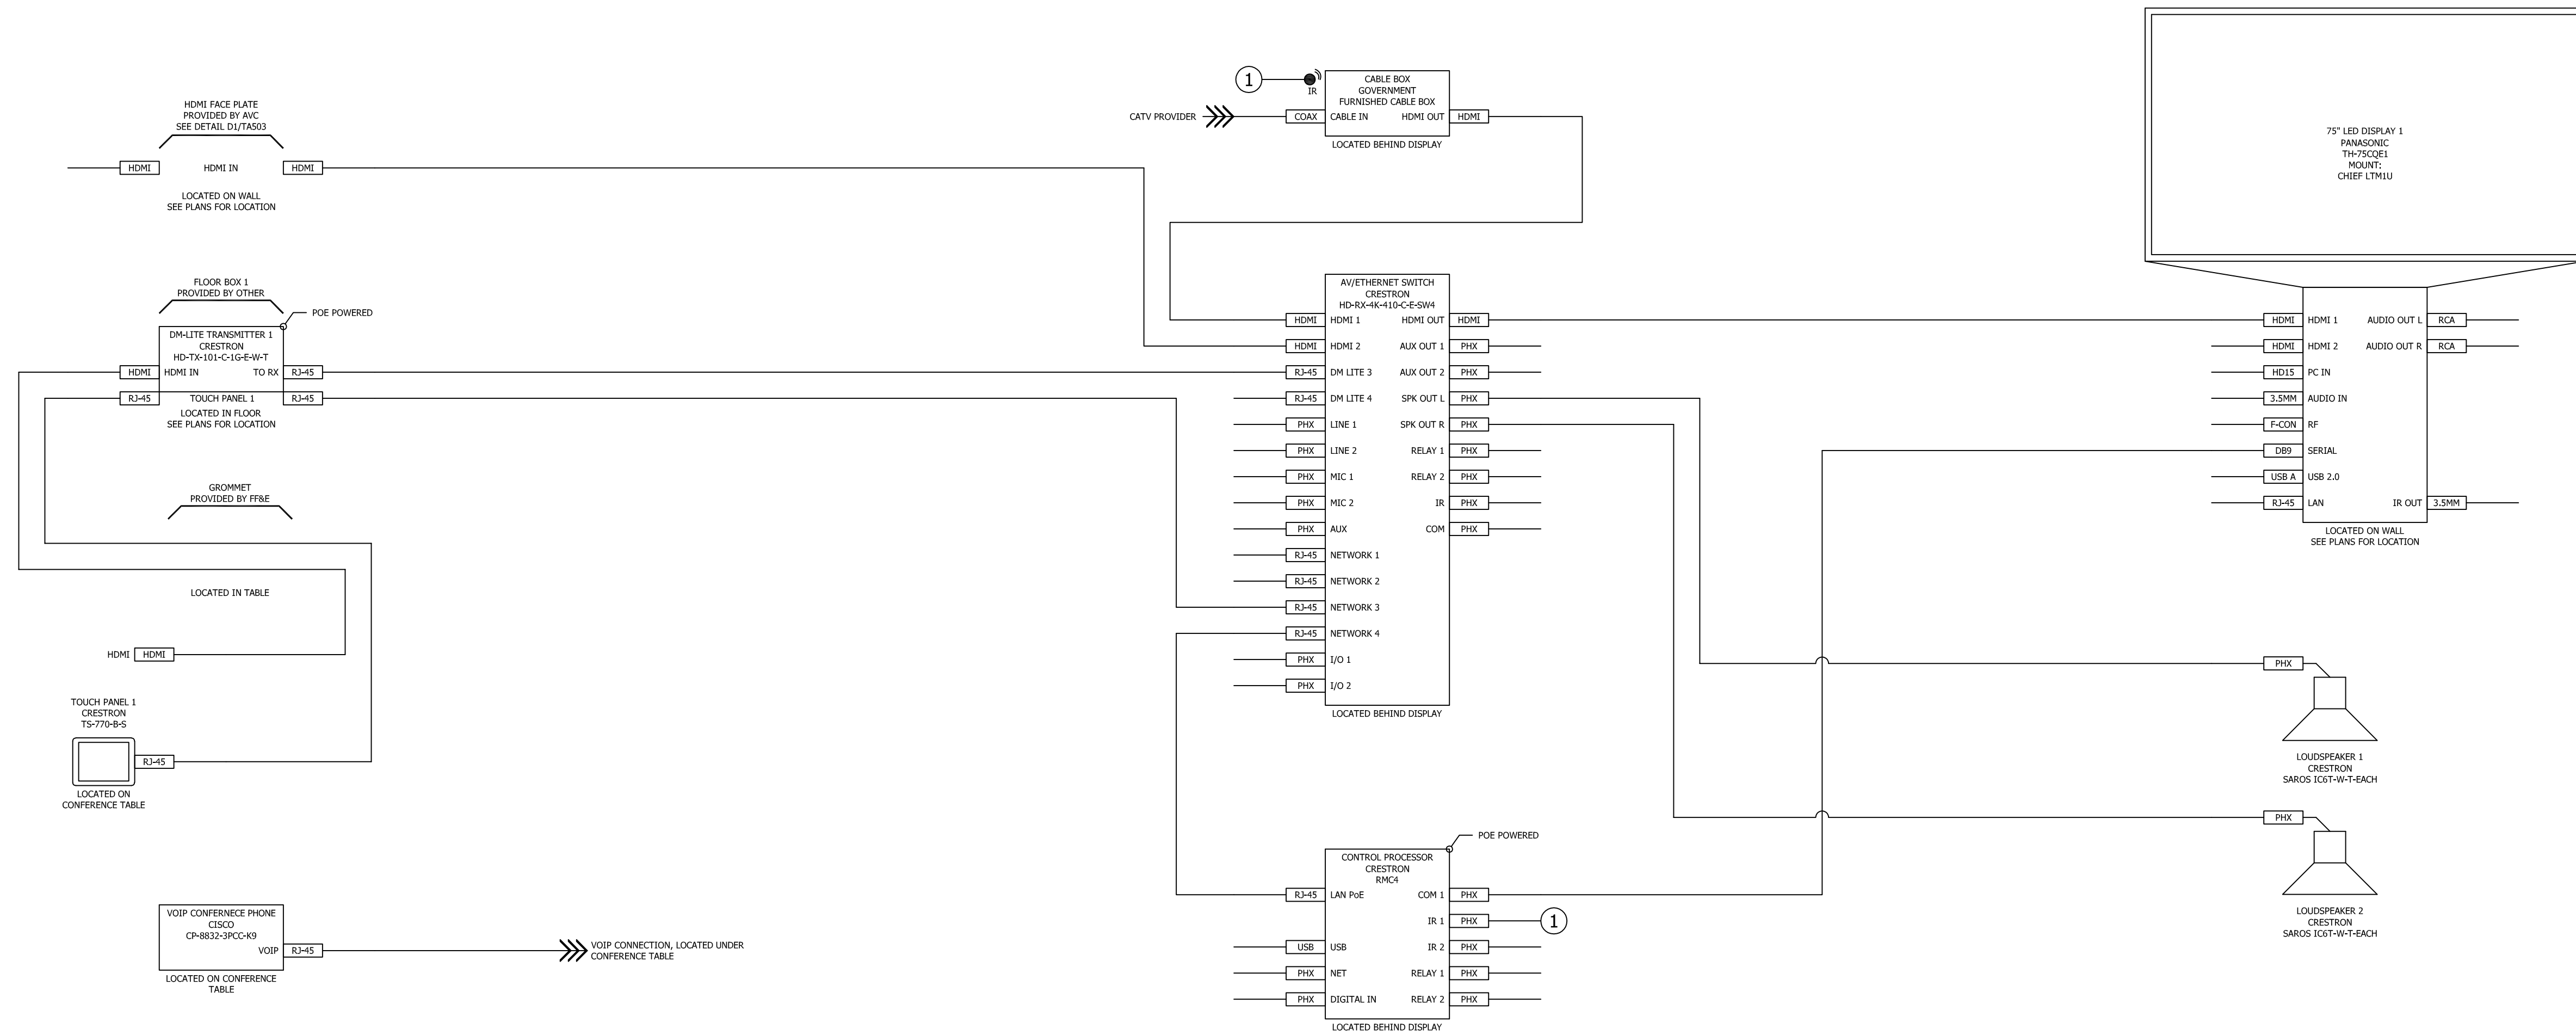 HDMI FACE PLATE
PROVIDED BY AVC
SEE DETAIL D1/TA503
HDMI
HDMI IN
HDMI
LOCATED ON WALL
SEE PLANS FOR LOCATION
FLOOR BOX 1
PROVIDED BY OTHER
POE POWERED
DM-LITE TRANSMITTER 1
CRESTRON
HD-TX-101-C-1G-E-W-T
HDMI HDMI IN TO RX RJ-45
RJ-45 TOUCH PANEL 1 RJ-45
LOCATED IN FLOOR
SEE PLANS FOR LOCATION
GROMMET
PROVIDED BY FF&E
LOCATED IN TABLE
HDMI HDMI
TOUCH PANEL 1
CRESTRON
TS-770-B-S
RJ-45
LOCATED ON
CONFERENCE TABLE
VOIP CONFERNECE PHONE
CISCO
CP-8832-3PCC-K9
VOIP RJ-45
LOCATED ON CONFERENCE
TABLE
VOIP CONNECTION, LOCATED UNDER
CONFERENCE TABLE
1
IR
CATV PROVIDER
CABLE BOX
GOVERNMENT
FURNISHED CABLE BOX
COAX CABLE IN HDMI OUT HDMI
LOCATED BEHIND DISPLAY
AV/ETHERNET SWITCH
CRESTRON
HD-RX-4K-410-C-E-SW4
HDMI HDMI 1 HDMI OUT HDMI
HDMI HDMI 2 AUX OUT 1 PHX
RJ-45 DM LITE 3 AUX OUT 2 PHX
RJ-45 DM LITE 4 SPK OUT L PHX
PHX LINE 1 SPK OUT R PHX
PHX LINE 2 RELAY 1 PHX
PHX MIC 1 RELAY 2 PHX
PHX MIC 2 IR PHX
PHX AUX COM PHX
RJ-45 NETWORK 1
RJ-45 NETWORK 2
RJ-45 NETWORK 3
RJ-45 NETWORK 4
PHX I/O 1
PHX I/O 2
LOCATED BEHIND DISPLAY
POE POWERED
CONTROL PROCESSOR
CRESTRON
RMC4
RJ-45 LAN PoE COM 1 PHX
IR 1 PHX 1
USB USB IR 2 PHX
PHX NET RELAY 1 PHX
PHX DIGITAL IN RELAY 2 PHX
LOCATED BEHIND DISPLAY
75" LED DISPLAY 1
PANASONIC
TH-75CQE1
MOUNT:
CHIEF LTM1U
HDMI HDMI 1 AUDIO OUT L RCA
HDMI HDMI 2 AUDIO OUT R RCA
HD15 PC IN
3.5MM AUDIO IN
F-CON RF
DB9 SERIAL
USB A USB 2.0
RJ-45 LAN IR OUT 3.5MM
LOCATED ON WALL
SEE PLANS FOR LOCATION
PHX
LOUDSPEAKER 1
CRESTRON
SAROS IC6T-W-T-EACH
PHX
LOUDSPEAKER 2
CRESTRON
SAROS IC6T-W-T-EACH